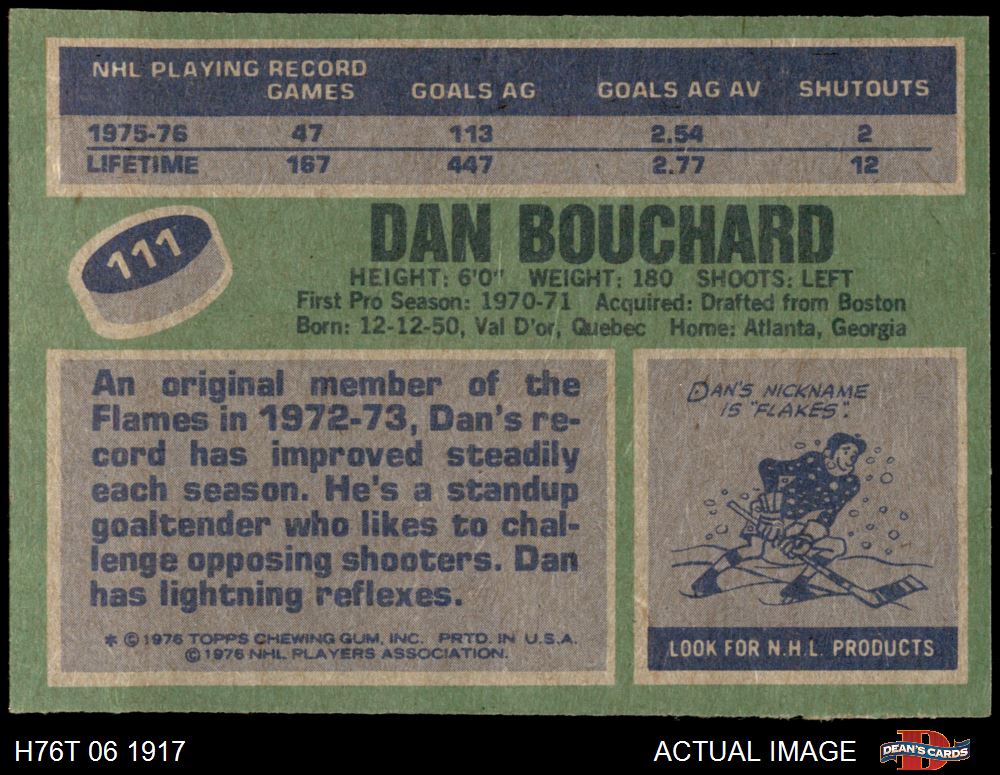 NHL PLAYING RECORD
GAMES GOALS AG GOALS AG AV SHUTOUTS
1975-76 47 113 2.54 2
LIFETIME 167 447 2.77 12
111
DAN BOUCHARD
HEIGHT: 6'0" WEIGHT: 180 SHOOTS: LEFT
First Pro Season: 1970-71 Acquired: Drafted from Boston
Born: 12-12-50, Val D'or, Quebec Home: Atlanta, Georgia
An original member of the
Flames in 1972-73, Dan's re-
cord has improved steadily
each season. He's a standup
goaltender who likes to chal-
lenge opposing shooters. Dan
has lightning reflexes.
* © 1976 TOPPS CHEWING GUM, INC. PRTD. IN U.S.A.
© 1976 NHL PLAYERS ASSOCIATION.
DAN'S NICKNAME
IS "FLAKES".
LOOK FOR N.H.L. PRODUCTS
H76T 06 1917
ACTUAL IMAGE
D
DEAN'S CARDS